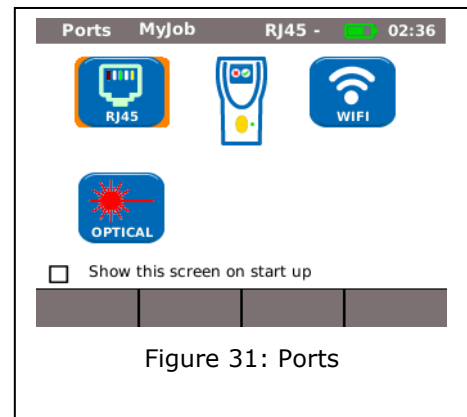 Ports MyJob RJ45 - 02:36
RJ45
WIFI
OPTICAL
Show this screen on start up
Figure 31: Ports